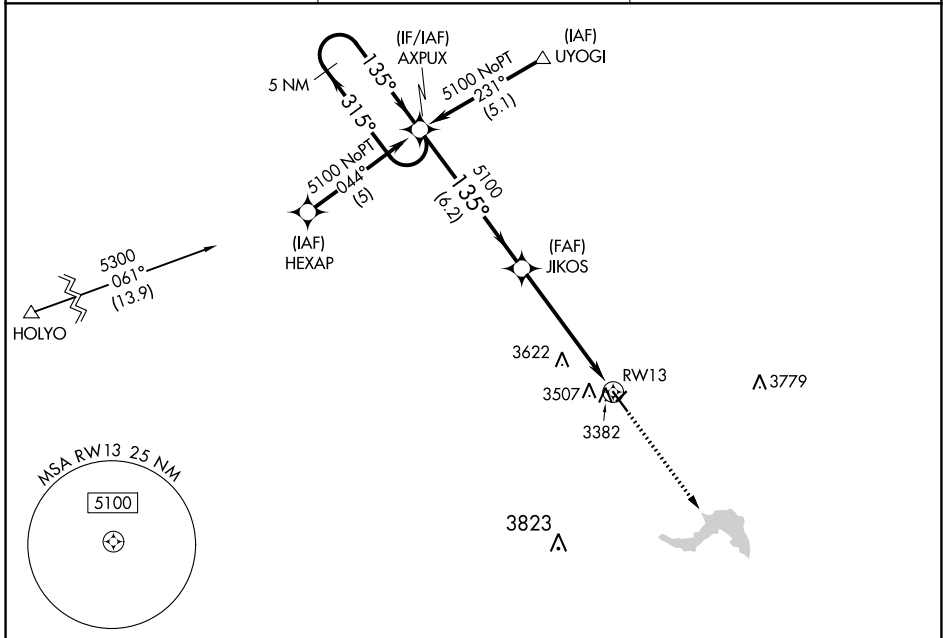 (IF/IAF)
AXPUX
(IAF)
UYOGI
5 NM
135°
315°
5100 NoPT
231°
(5.1)
5100 NoPT
044°
(5)
5100
135°
(6.2)
(IAF)
HEXAP
(FAF)
JIKOS
5300
061°
(13.9)
HOLYO
3622
3507
RW13
3779
3382
MSA RW13 25 NM
5100
3823